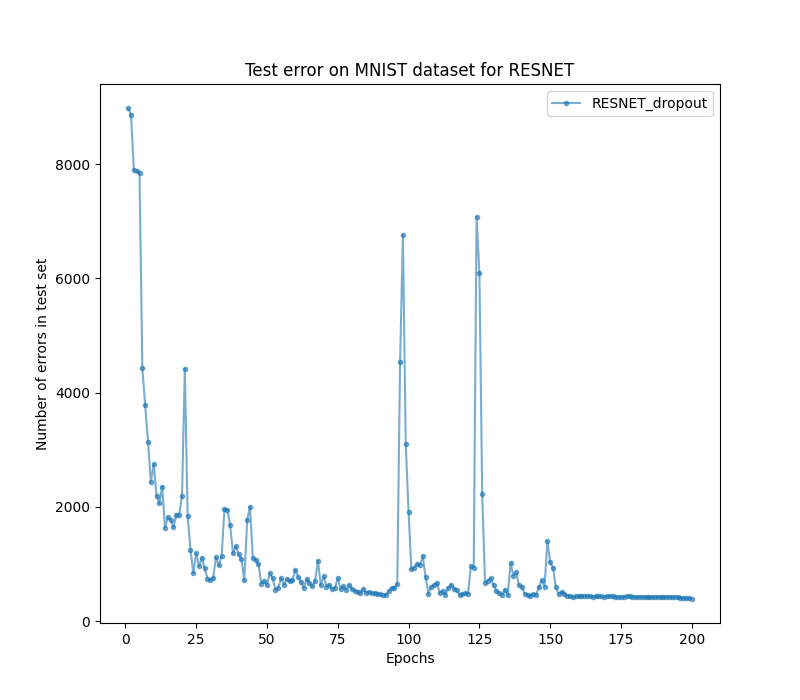 Test error on MNIST dataset for RESNET
RESNET_dropout
Number of errors in test set
8000
6000
4000
2000
0
0 25 50 75 100 125 150 175 200
Epochs